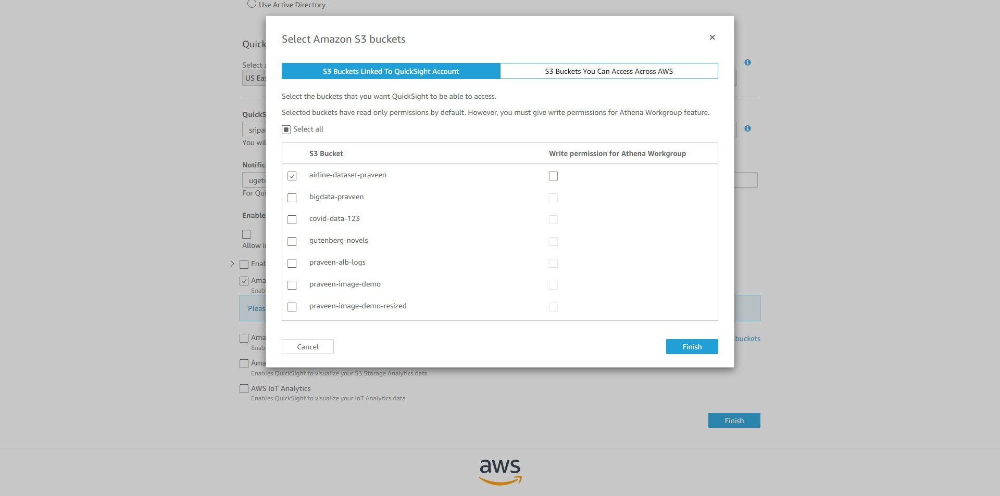 Use Active Directory
Select Amazon S3 buckets
Quick
S3 Buckets Linked To QuickSight Account
S3 Buckets You Can Access Across AWS
Select
US Eas
Select the buckets that you want QuickSight to be able to access.
Selected buckets have read only permissions by default. However, you must give write permissions for Athena Workgroup feature.
QuickS
sripa
You wil
Select all
S3 Bucket
Write permission for Athena Workgroup
Notific
uget
For Qui
airline-dataset-praveen
bigdata-praveen
Enable
covid-data-123
Allow i
gutenberg-novels
Enab
praveen-alb-logs
Ama
Enab
praveen-image-demo
Pleas
praveen-image-demo-resized
Ama
Enab
buckets
Cancel
Finish
Ama
Enables QuickSight to visualize your S3 Storage Analytics data
AWS IoT Analytics
Enables QuickSight to visualize your IoT Analytics data
Finish
aws